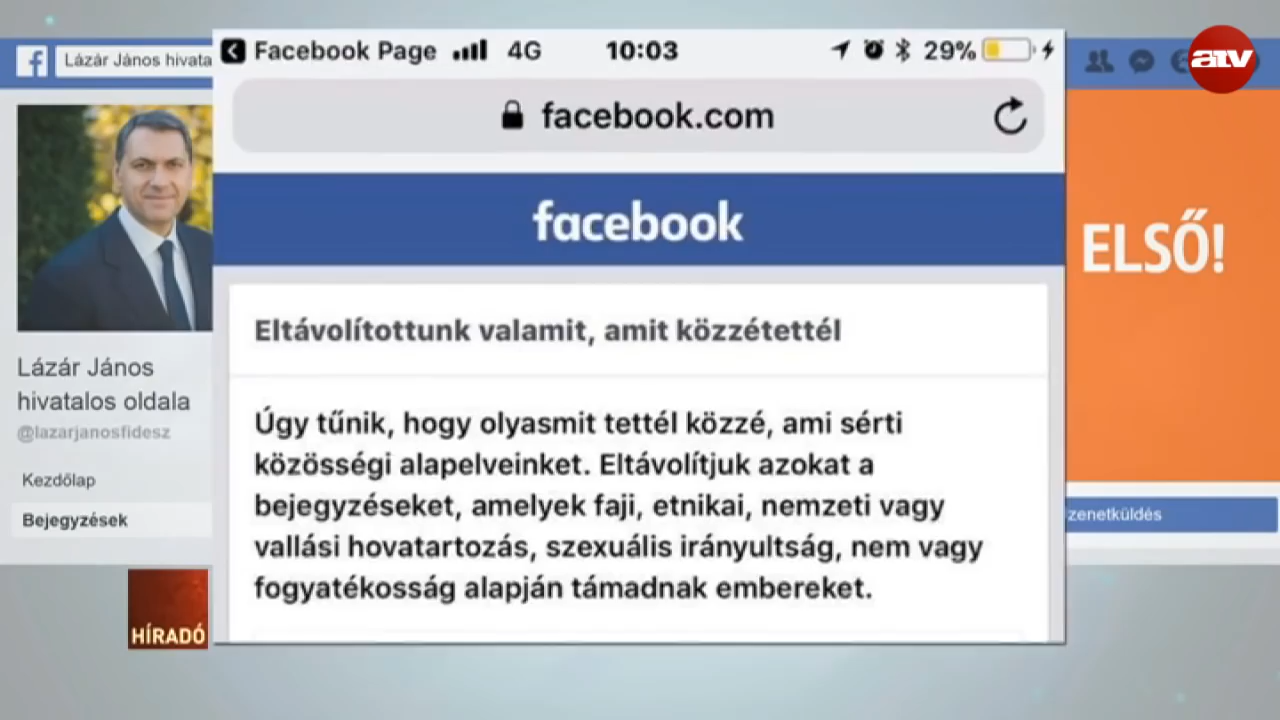 Facebook Page 4G 10:03 29%
facebook.com
facebook
Eltávolítottunk valamit, amit közzétettél
Úgy tűnik, hogy olyasmit tettél közzé, ami sérti
közösségi alapelveinket. Eltávolítjuk azokat a
bejegyzéseket, amelyek faji, etnikai, nemzeti vagy
vallási hovatartozás, szexuális irányultság, nem vagy
fogyatékosság alapján támadnak embereket.
f
Lázár János hivata
Lázár János
hivatalos oldala
@lazarjanosfidesz
Kezdőlap
Bejegyzések
HÍRADÓ
atv
ELSŐ!
zenetküldés